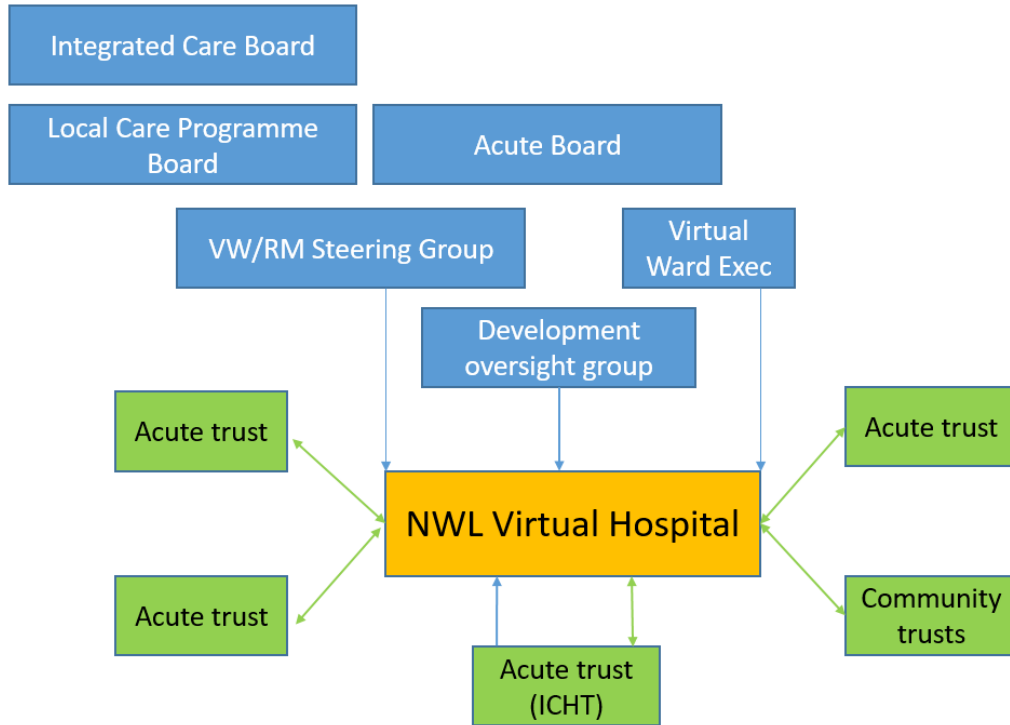 Integrated Care Board
Local Care Programme
Board
Acute Board
VW/RM Steering Group
Virtual
Ward Exec
Development
oversight group
Acute trust
Acute trust
NWL Virtual Hospital
Acute trust
Community
trusts
Acute trust
(ICHT)